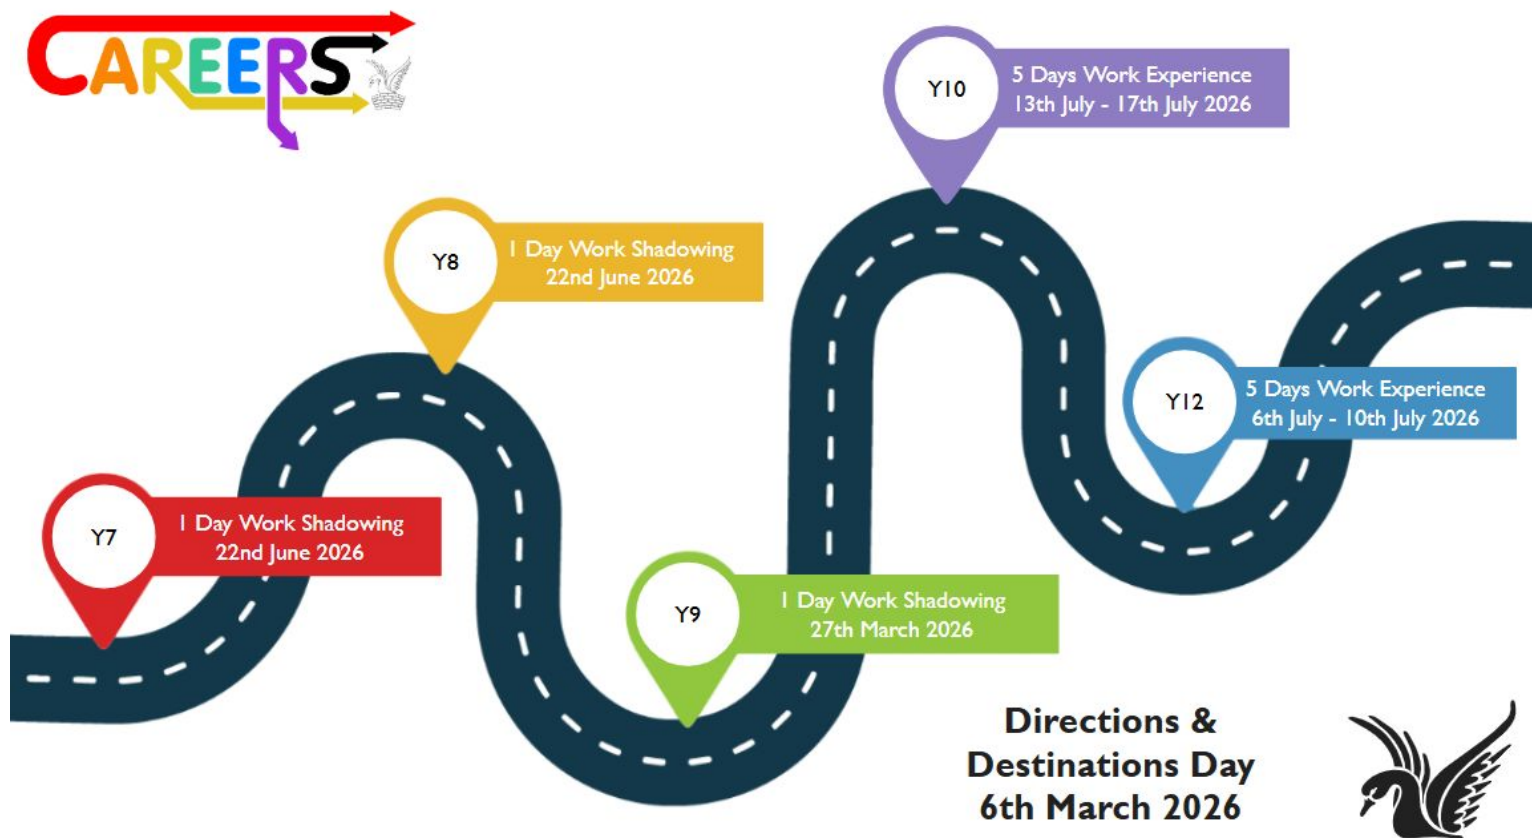 CAREERS
Y10
5 Days Work Experience
13th July - 17th July 2026
Y8
1 Day Work Shadowing
22nd June 2026
Y12
5 Days Work Experience
6th July - 10th July 2026
Y7
1 Day Work Shadowing
22nd June 2026
Y9
1 Day Work Shadowing
27th March 2026
Directions &
Destinations Day
6th March 2026